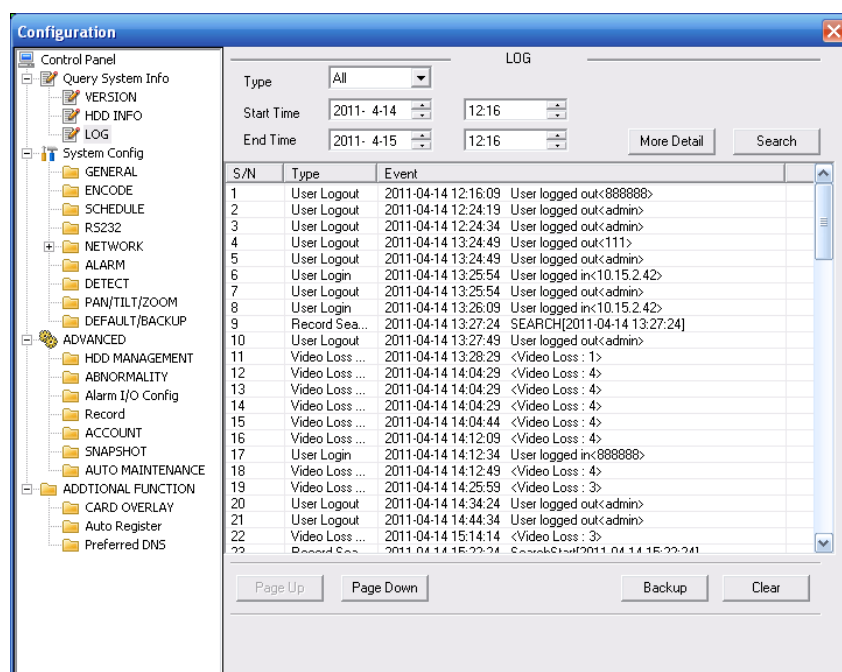 Configuration
Control Panel
Query System Info
VERSION
HDD INFO
LOG
System Config
GENERAL
ENCODE
SCHEDULE
RS232
NETWORK
ALARM
DETECT
PAN/TILT/ZOOM
DEFAULT/BACKUP
ADVANCED
HDD MANAGEMENT
ABNORMALITY
Alarm I/O Config
Record
ACCOUNT
SNAPSHOT
AUTO MAINTENANCE
ADDTIONAL FUNCTION
CARD OVERLAY
Auto Register
Preferred DNS
LOG
Type All
Start Time 2011- 4-14 12:16
End Time 2011- 4-15 12:16 More Detail Search
S/N Type Event
1 User Logout 2011-04-14 12:16:09 User logged out<888888>
2 User Logout 2011-04-14 12:24:19 User logged out<admin>
3 User Logout 2011-04-14 12:24:34 User logged out<admin>
4 User Logout 2011-04-14 13:24:49 User logged out<111>
5 User Logout 2011-04-14 13:24:49 User logged out<admin>
6 User Login 2011-04-14 13:25:54 User logged in<10.15.2.42>
7 User Logout 2011-04-14 13:25:54 User logged out<admin>
8 User Login 2011-04-14 13:26:09 User logged in<10.15.2.42>
9 Record Sea... 2011-04-14 13:27:24 SEARCH[2011-04-14 13:27:24]
10 User Logout 2011-04-14 13:27:49 User logged out<admin>
11 Video Loss ... 2011-04-14 13:28:29 <Video Loss : 1>
12 Video Loss ... 2011-04-14 14:04:29 <Video Loss : 4>
13 Video Loss ... 2011-04-14 14:04:29 <Video Loss : 4>
14 Video Loss ... 2011-04-14 14:04:29 <Video Loss : 4>
15 Video Loss ... 2011-04-14 14:04:44 <Video Loss : 4>
16 Video Loss ... 2011-04-14 14:12:09 <Video Loss : 4>
17 User Login 2011-04-14 14:12:34 User logged in<888888>
18 Video Loss ... 2011-04-14 14:12:49 <Video Loss : 4>
19 Video Loss ... 2011-04-14 14:25:59 <Video Loss : 3>
20 User Logout 2011-04-14 14:34:24 User logged out<admin>
21 User Logout 2011-04-14 14:44:34 User logged out<admin>
22 Video Loss ... 2011-04-14 15:14:14 <Video Loss : 3>
23 Record Sea... 2011-04-14 15:22:24 SearchStart[2011-04-14 15:22:24]
Page Up Page Down Backup Clear